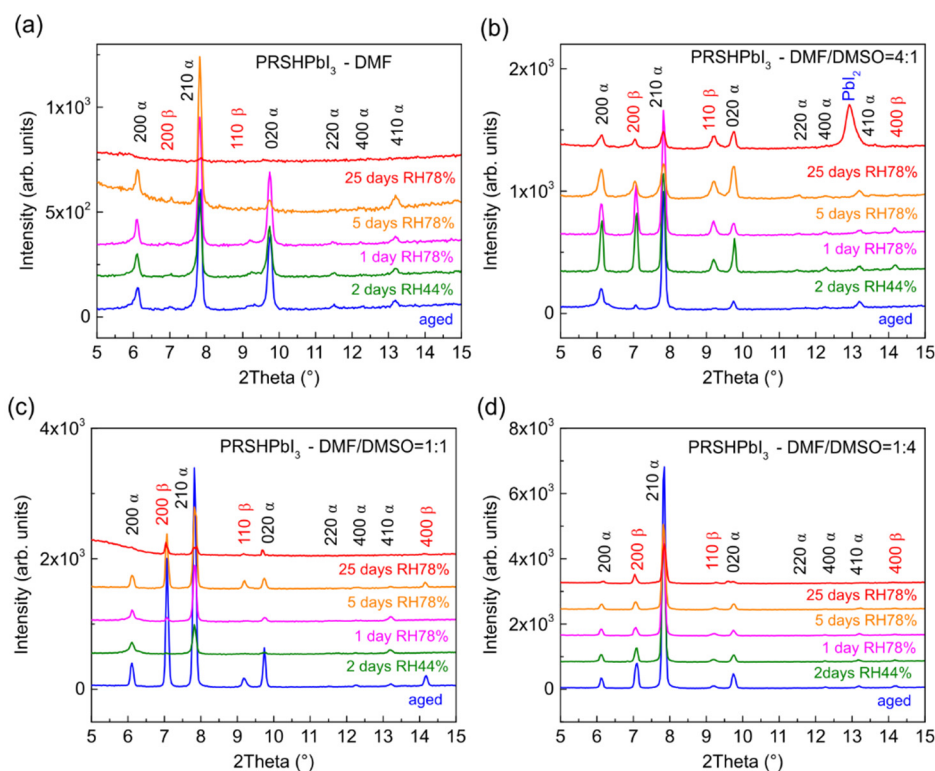 (a)
PRSHPbI₃ - DMF
Intensity (arb. units)
1x10³
5x10²
0
200 α
200 β
210 α
110 β
020 α
220 α
400 α
410 α
25 days RH78%
5 days RH78%
1 day RH78%
2 days RH44%
aged
5 6 7 8 9 10 11 12 13 14 15
2Theta (°)
(b)
PRSHPbI₃ - DMF/DMSO=4:1
Intensity (arb. units)
2x10³
1x10³
0
200 α
200 β
210 α
110 β
020 α
220 α
400 α
PbI₂
410 α
400 β
25 days RH78%
5 days RH78%
1 day RH78%
2 days RH44%
aged
5 6 7 8 9 10 11 12 13 14 15
2Theta (°)
(c)
PRSHPbI₃ - DMF/DMSO=1:1
Intensity (arb. units)
4x10³
2x10³
0
200 α
200 β
210 α
110 β
020 α
220 α
400 α
410 α
400 β
25 days RH78%
5 days RH78%
1 day RH78%
2 days RH44%
aged
5 6 7 8 9 10 11 12 13 14 15
2Theta (°)
(d)
PRSHPbI₃ - DMF/DMSO=1:4
Intensity (arb. units)
8x10³
6x10³
4x10³
2x10³
0
200 α
200 β
210 α
110 β
020 α
220 α
400 α
410 α
400 β
25 days RH78%
5 days RH78%
1 day RH78%
2days RH44%
aged
5 6 7 8 9 10 11 12 13 14 15
2Theta (°)